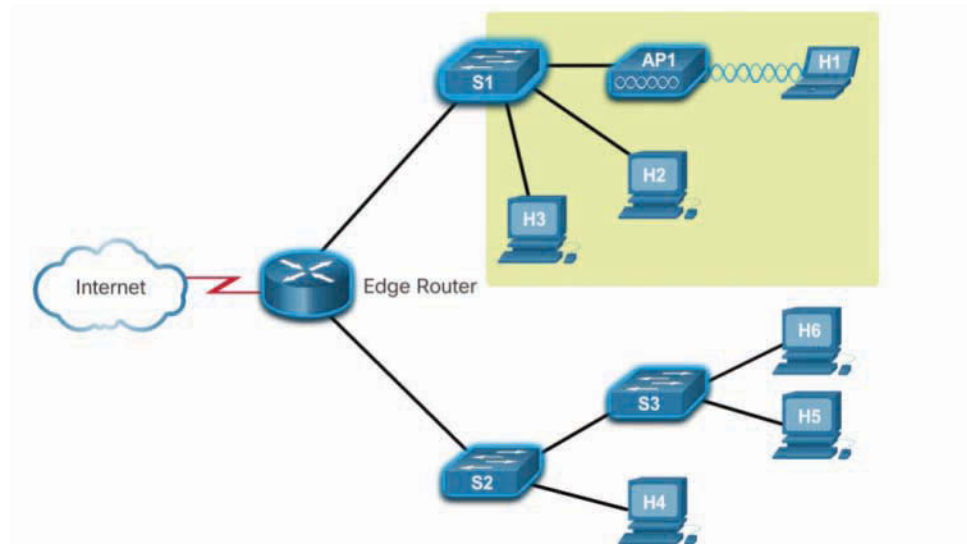 S1
AP1
H1
H2
H3
Internet
Edge Router
H6
S3
H5
S2
H4